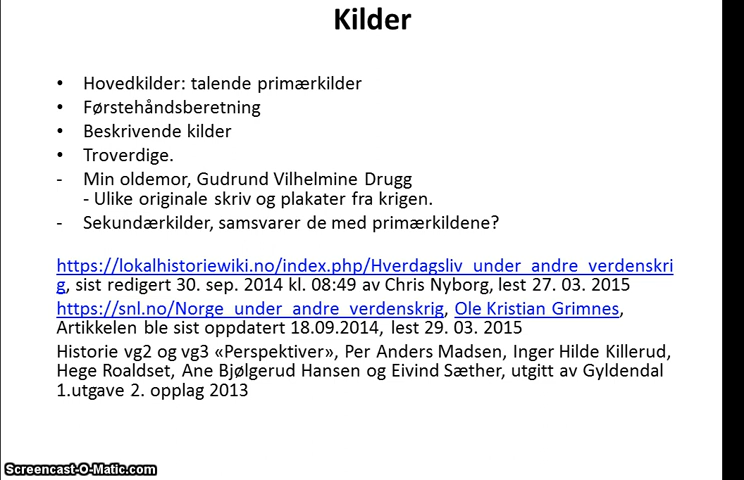 Kilder
• Hovedkilder: talende primærkilder
• Førstehåndsberetning
• Beskrivende kilder
• Troverdige.
- Min oldemor, Gudrund Vilhelmine Drugg
- Ulike originale skriv og plakater fra krigen.
- Sekundærkilder, samsvarer de med primærkildene?
https://lokalhistoriewiki.no/index.php/Hverdagsliv_under_andre_verdenskri
g, sist redigert 30. sep. 2014 kl. 08:49 av Chris Nyborg, lest 27. 03. 2015
https://snl.no/Norge_under_andre_verdenskrig, Ole Kristian Grimnes,
Artikkelen ble sist oppdatert 18.09.2014, lest 29. 03. 2015
Historie vg2 og vg3 «Perspektiver», Per Anders Madsen, Inger Hilde Killerud,
Hege Roaldset, Ane Bjølgerud Hansen og Eivind Sæther, utgitt av Gyldendal
1.utgave 2. opplag 2013
Screencast-O-Matic.com